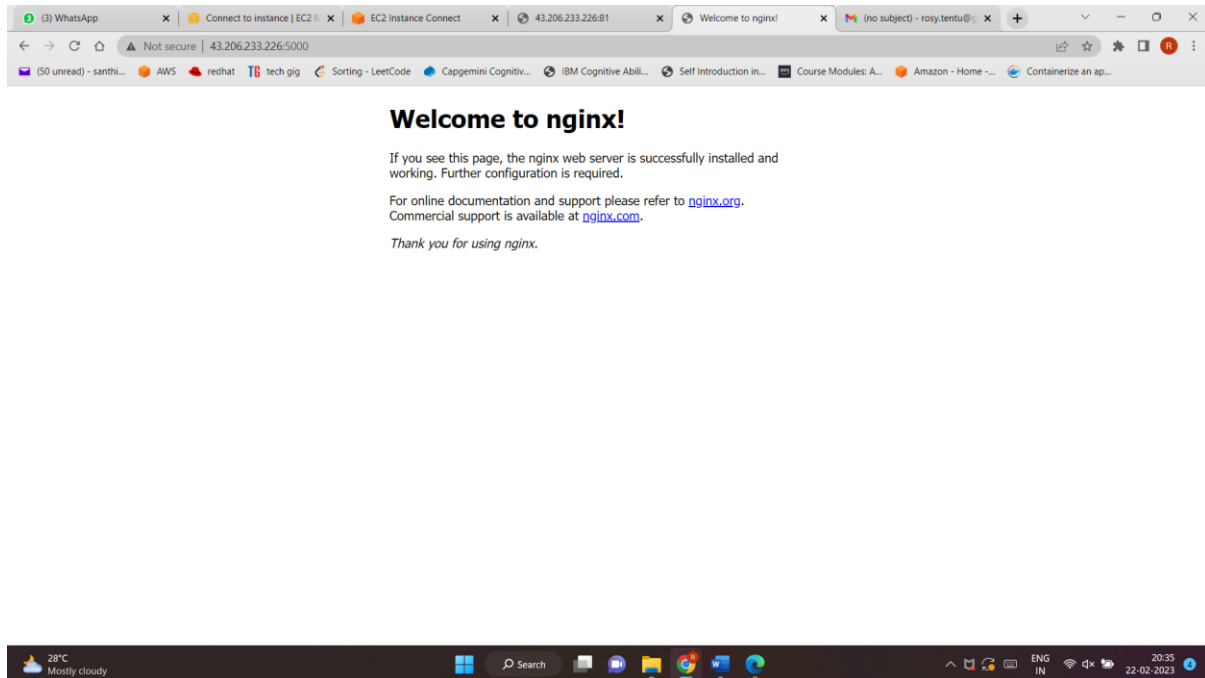 (3) WhatsApp
Connect to instance | EC2 M
EC2 Instance Connect
43.206.233.226:81
Welcome to nginx!
(no subject) - rosy.tentu@g
Not secure | 43.206.233.226:5000
(50 unread) - santhi...
AWS
redhat
TG tech gig
Sorting - LeetCode
Capgemini Cognitiv...
IBM Cognitive Abili...
Self Introduction in...
Course Modules: A...
Amazon - Home -...
Containerize an ap...
R
Welcome to nginx!
If you see this page, the nginx web server is successfully installed and
working. Further configuration is required.
For online documentation and support please refer to nginx.org.
Commercial support is available at nginx.com.
Thank you for using nginx.
28°C
Mostly cloudy
Search
ENG
IN
20:35
22-02-2023
4